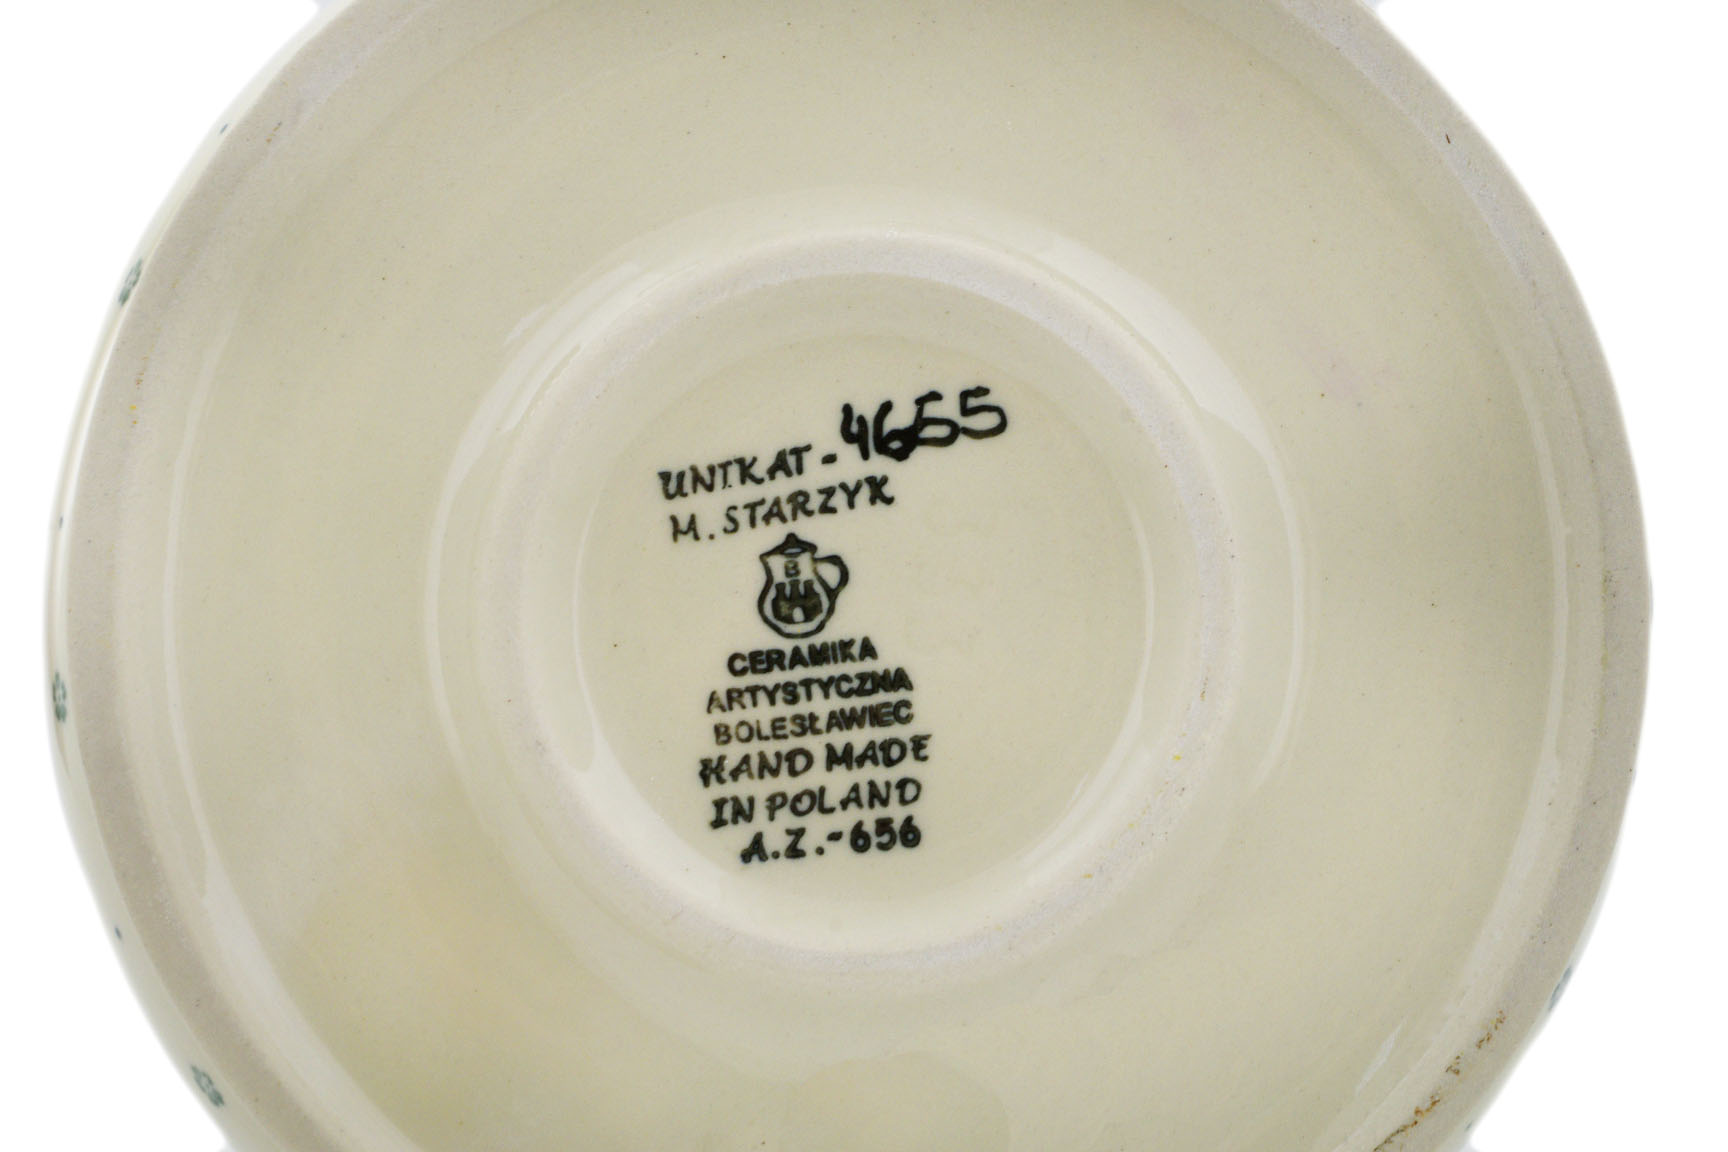 UNIKAT - 4655
M. STARZYK
B
CERAMIKA
ARTYSTYCZNA
BOLESŁAWIEC
HAND MADE
IN POLAND
A.Z.-656